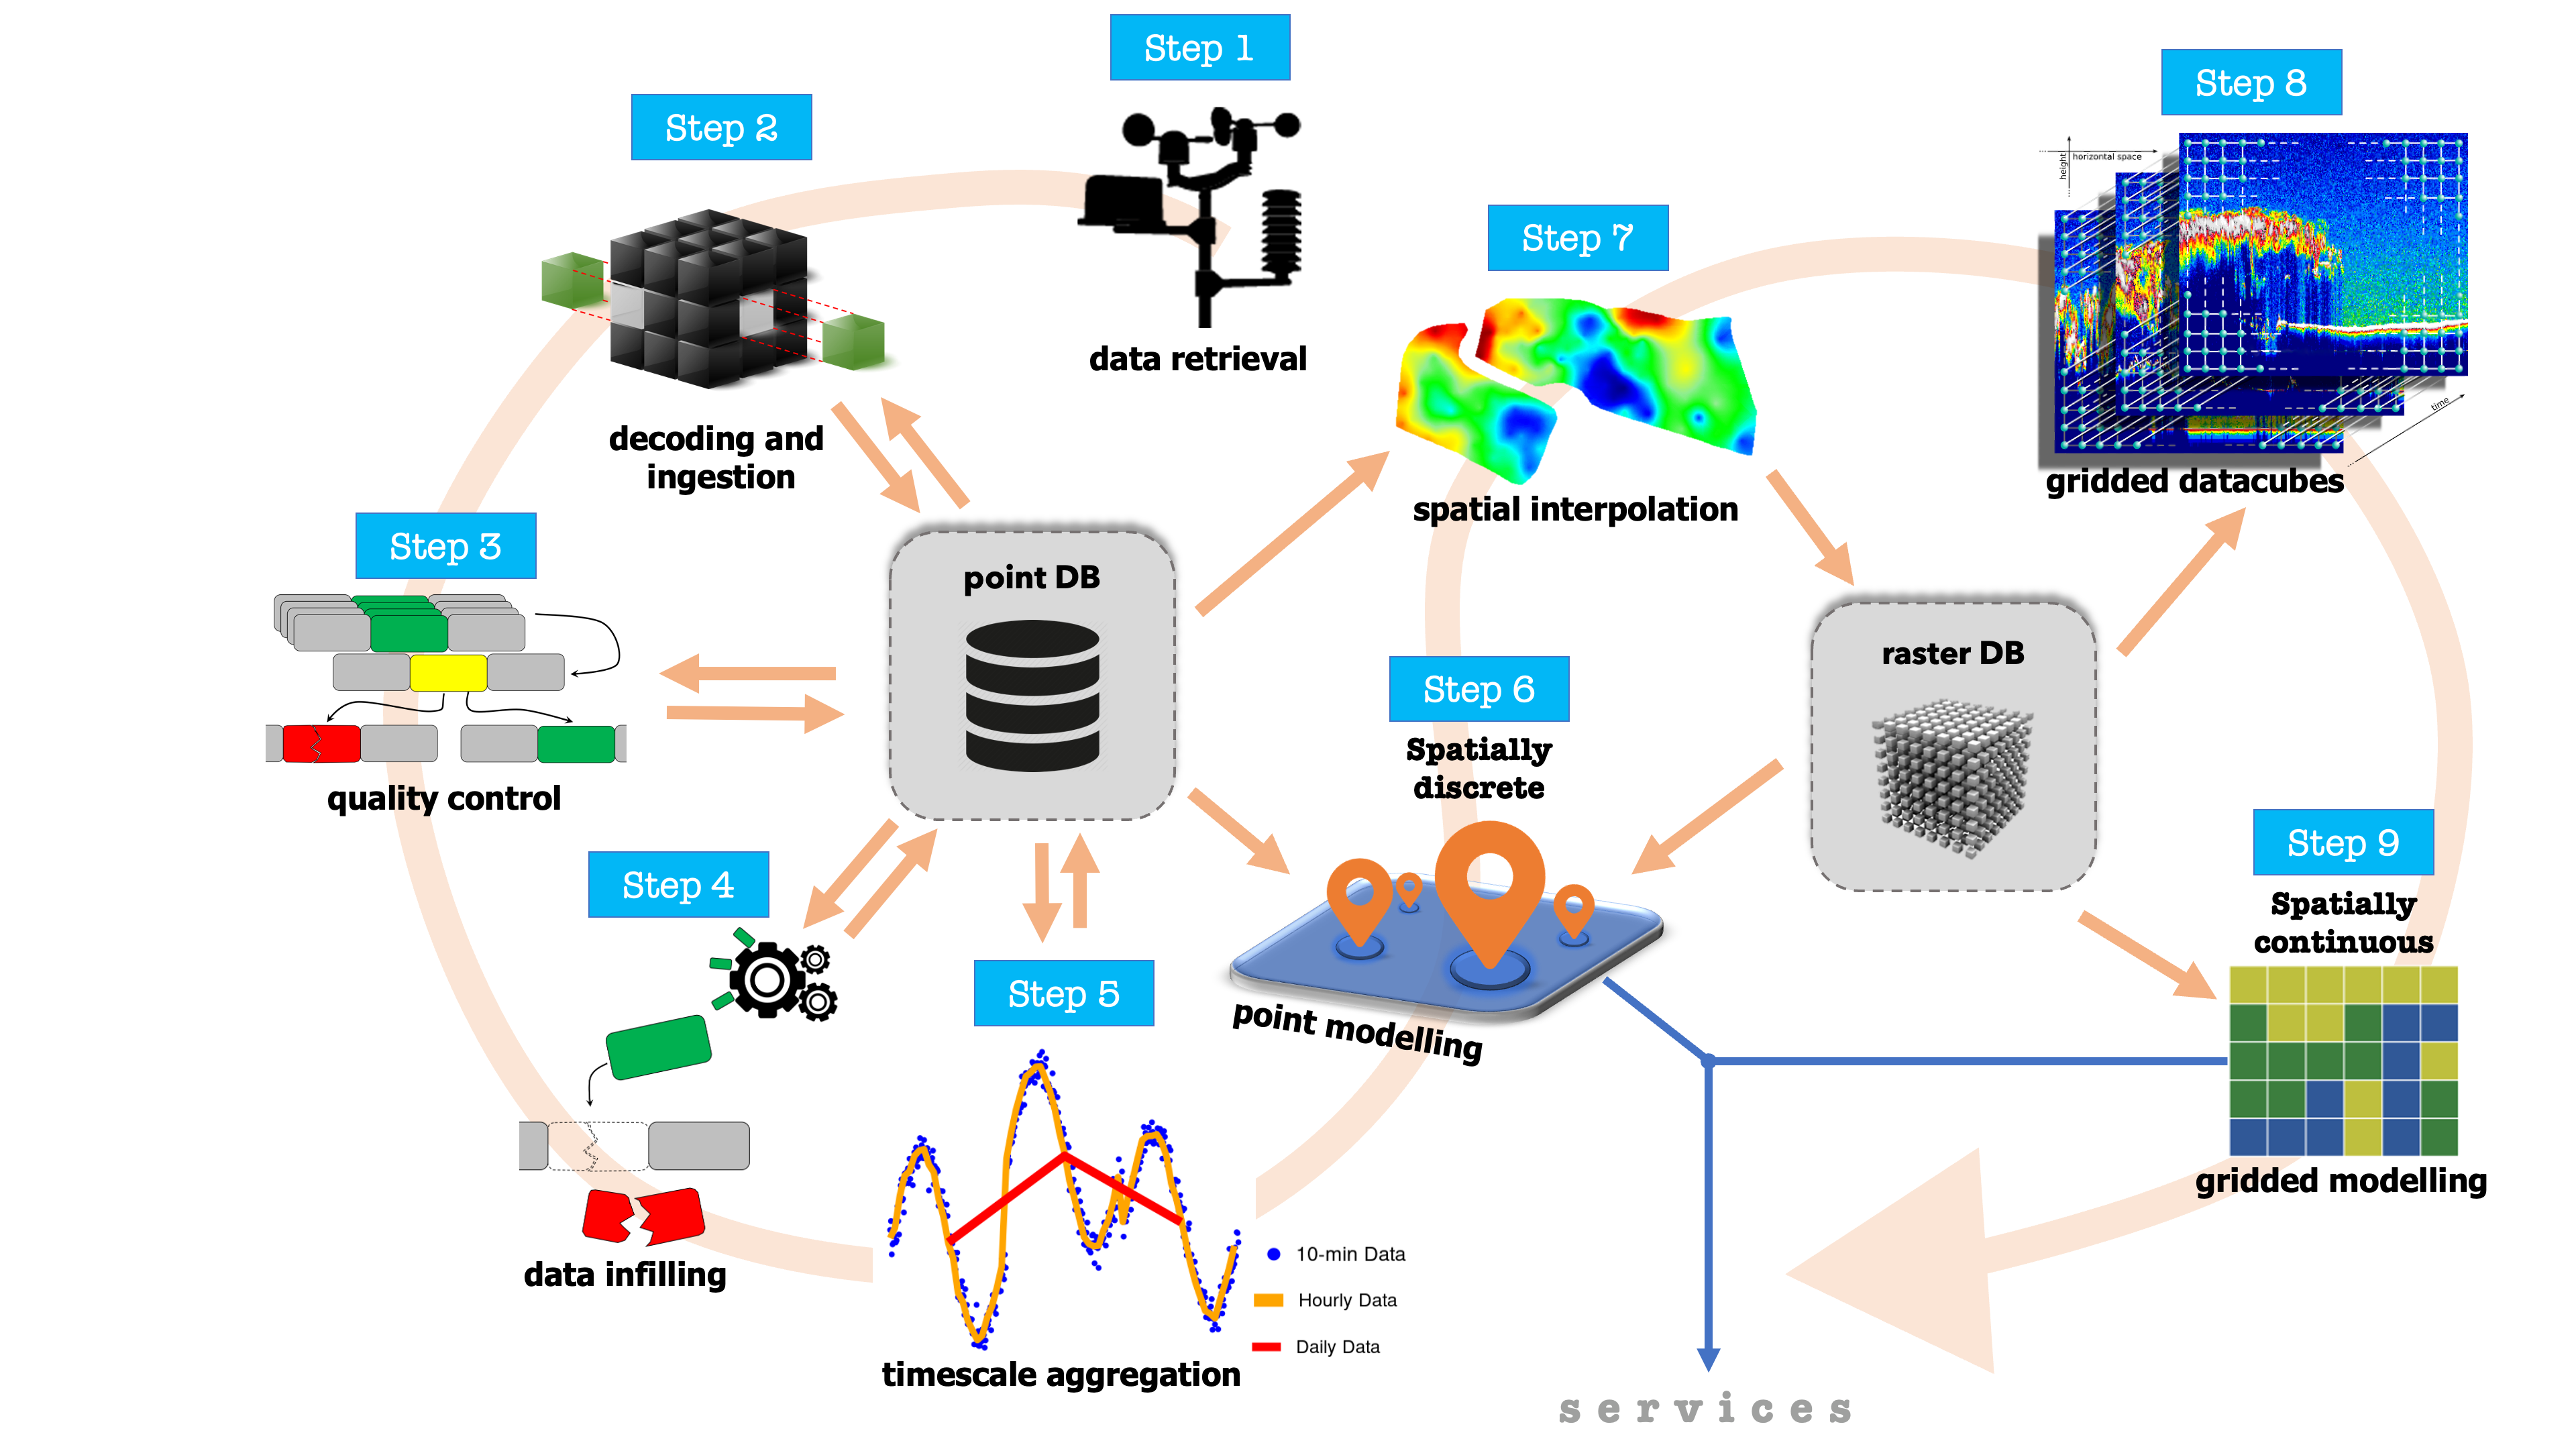 Step 1
data retrieval
Step 2
decoding and
ingestion
Step 3
quality control
Step 4
data infilling
point DB
Step 5
10-min Data
Hourly Data
Daily Data
timescale aggregation
Step 6
Spatially
discrete
point modelling
Step 7
spatial interpolation
raster DB
Step 8
height
horizontal space
time
gridded datacubes
Step 9
Spatially
continuous
gridded modelling
services